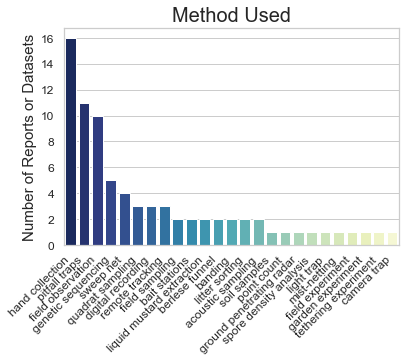 Method Used
Number of Reports or Datasets
16
14
12
10
8
6
4
2
0
hand collection
pitfall traps
field observation
genetic sequencing
sweep net
quadrat sampling
digital recording
remote tracking
field sampling
bait stations
liquid mustard extraction
berlese funnel
banding
litter sorting
acoustic sampling
soil samples
point count
ground penetrating radar
spore density analysis
light trap
mist-netting
field experiment
garden experiment
tethering experiment
camera trap